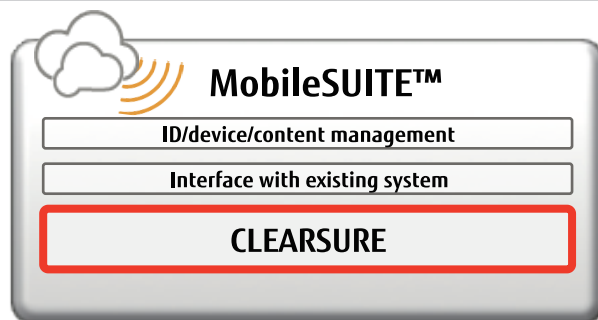 MobileSUITE™
ID/device/content management
Interface with existing system
CLEARSURE